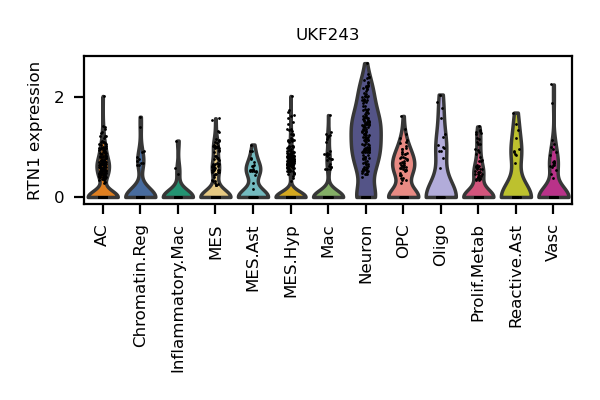 UKF243
RTN1 expression
2
0
AC
Chromatin.Reg
Inflammatory.Mac
MES
MES.Ast
MES.Hyp
Mac
Neuron
OPC
Oligo
Prolif.Metab
Reactive.Ast
Vasc